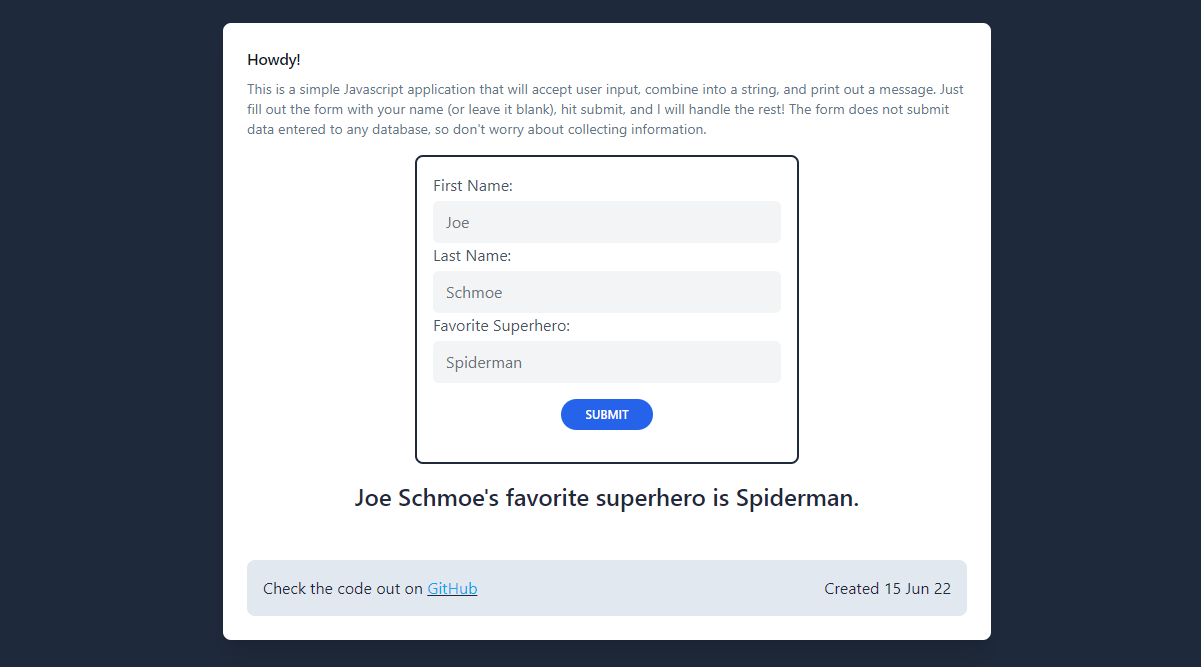 Howdy!
This is a simple Javascript application that will accept user input, combine into a string, and print out a message. Just
fill out the form with your name (or leave it blank), hit submit, and I will handle the rest! The form does not submit
data entered to any database, so don't worry about collecting information.
First Name:
Joe
Last Name:
Schmoe
Favorite Superhero:
Spiderman
SUBMIT
Joe Schmoe's favorite superhero is Spiderman.
Check the code out on GitHub
Created 15 Jun 22